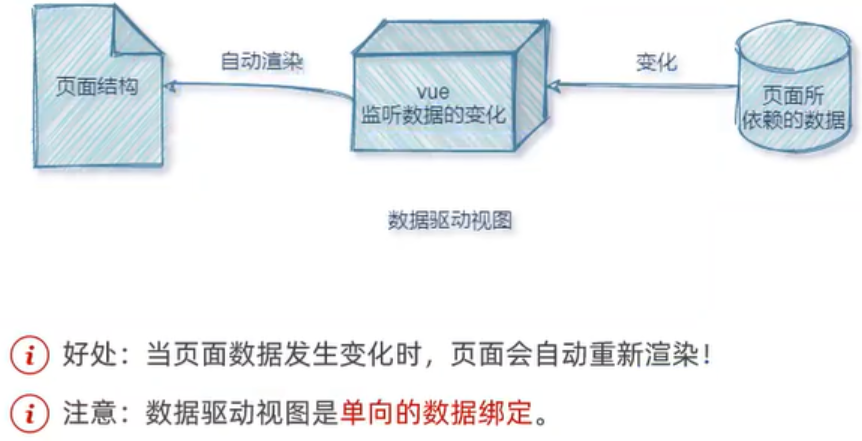 自动渲染
变化
页面结构
vue
监听数据的变化
页面所
依赖的数据
数据驱动视图
i 好处：当页面数据发生变化时，页面会自动重新渲染！
i 注意：数据驱动视图是单向的数据绑定。